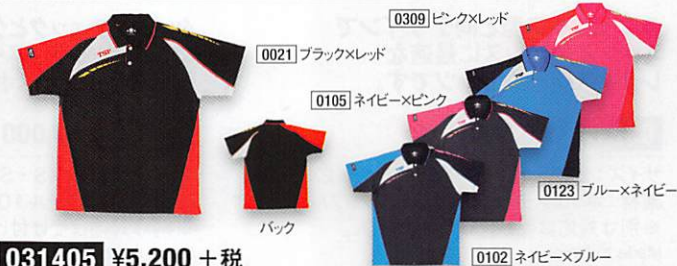 0309 ピンク×レッド
0021 ブラック×レッド
0105 ネイビー×ピンク
0123 ブルー×ネイビー
バック
031405 ¥5,200+税
0102 ネイビー×ブルー
TSP